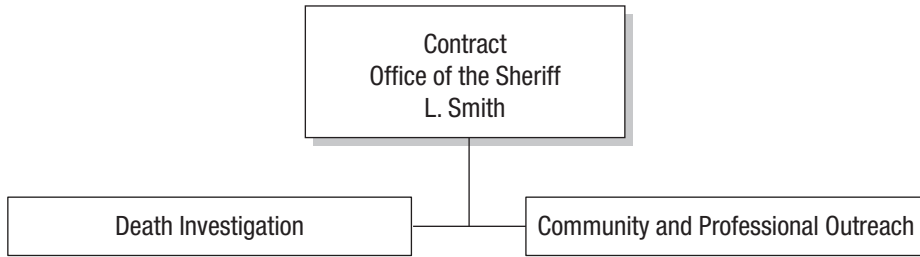 Contract
Office of the Sheriff
L. Smith
Death Investigation
Community and Professional Outreach